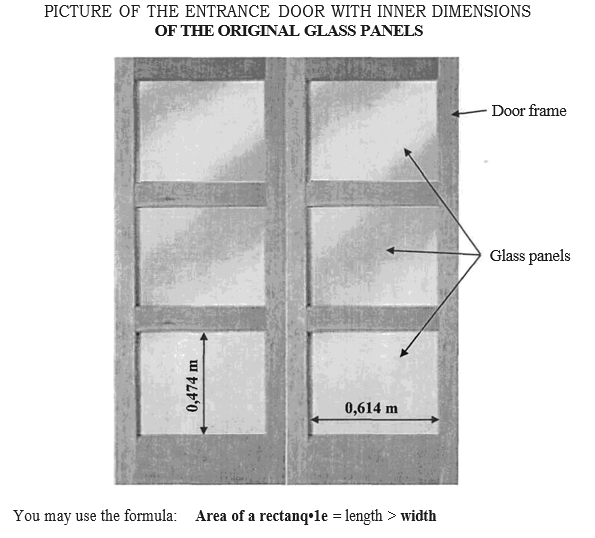 PICTURE OF THE ENTRANCE DOOR WITH INNER DIMENSIONS
OF THE ORIGINAL GLASS PANELS
Door frame
Glass panels
0,474 m
0,614 m
You may use the formula: Area of a rectanq•1e = length > width